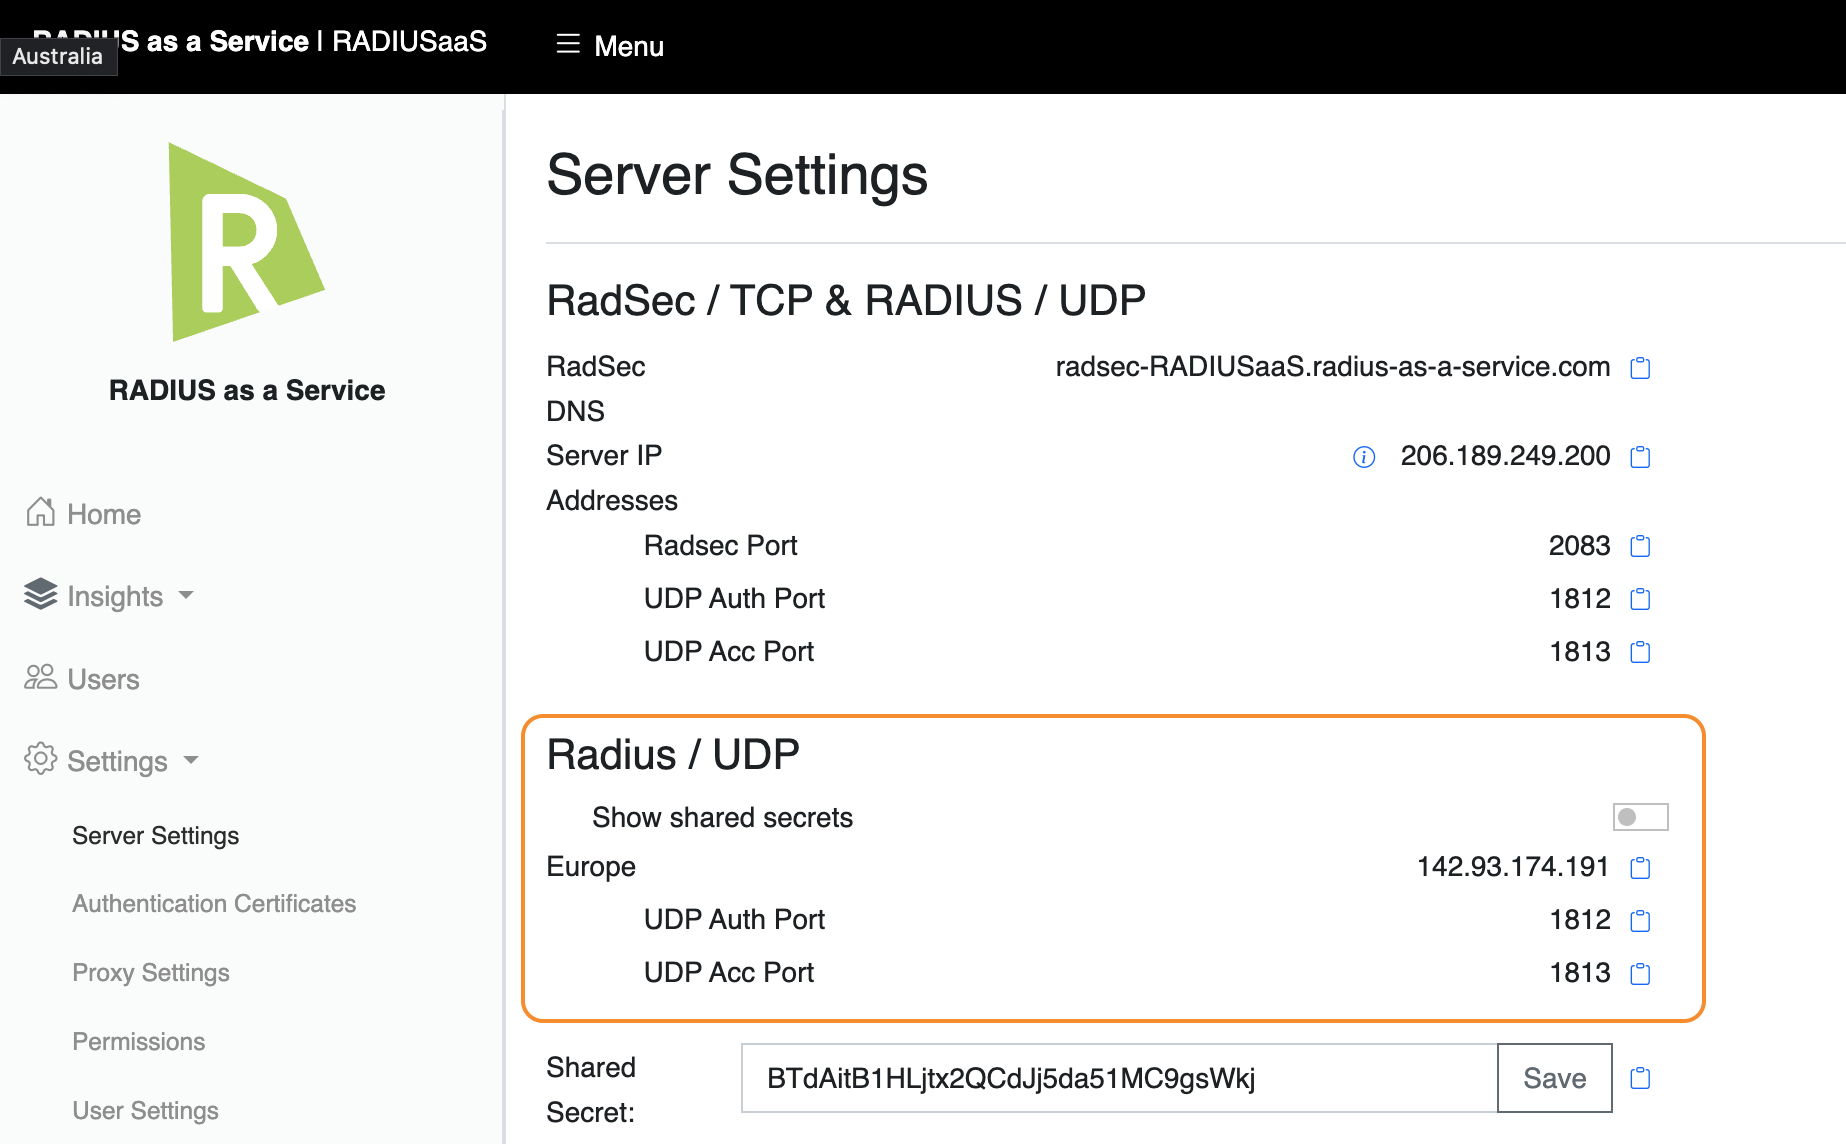 RADIUS as a Service | RADIUSaaS
Menu
Australia
R
RADIUS as a Service
Home
Insights
Users
Settings
Server Settings
Authentication Certificates
Proxy Settings
Permissions
User Settings
Server Settings
RadSec / TCP & RADIUS / UDP
RadSec radsec-RADIUSaaS.radius-as-a-service.com
DNS
Server IP 206.189.249.200
Addresses
Radsec Port 2083
UDP Auth Port 1812
UDP Acc Port 1813
Radius / UDP
Show shared secrets
Europe 142.93.174.191
UDP Auth Port 1812
UDP Acc Port 1813
Shared BTdAitB1HLjtx2QCdJj5da51MC9gsWkj Save
Secret: